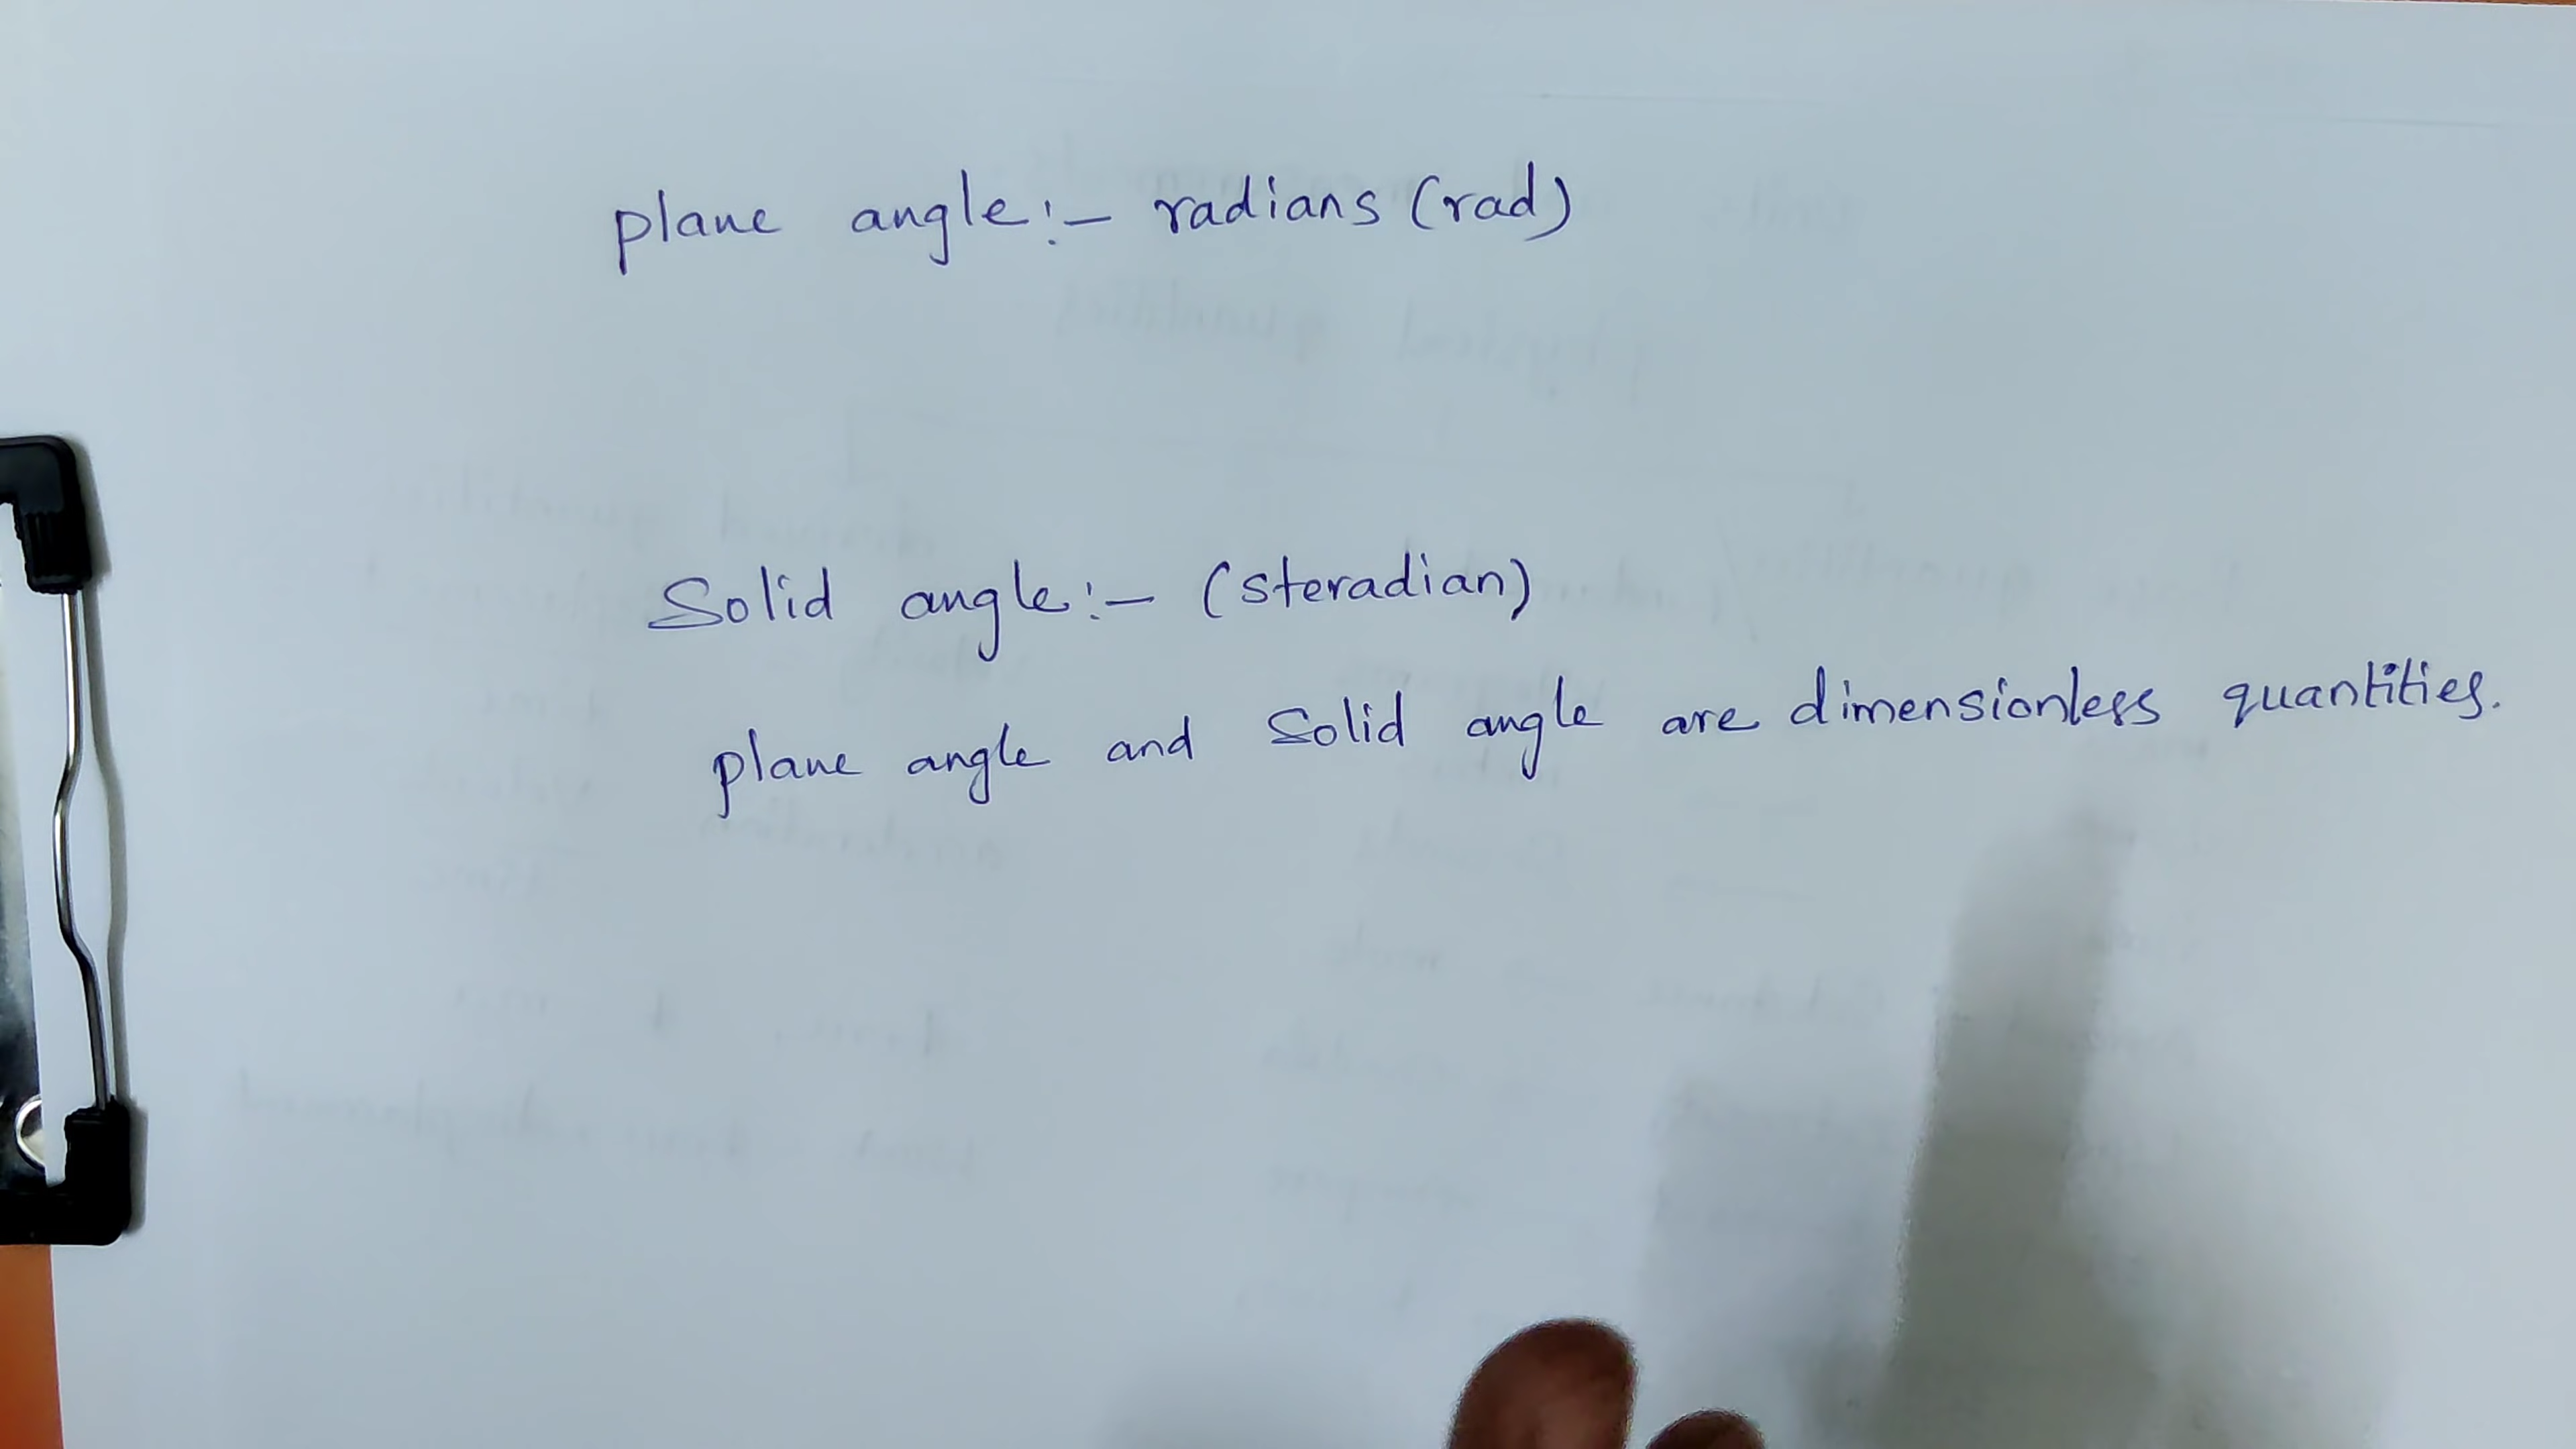 plane angle:- radians (rad)
Solid angle:- (steradian)
plane angle and Solid angle are dimensionless quantities.